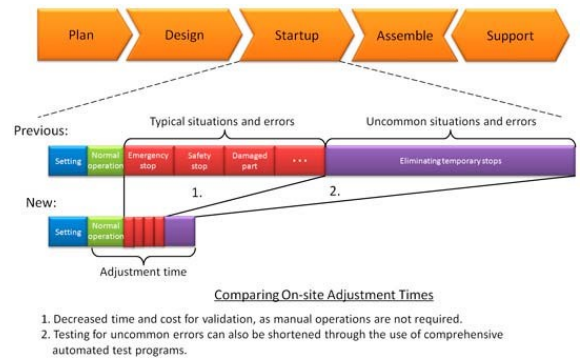 Plan Design Startup Assemble Support
Typical situations and errors Uncommon situations and errors
Previous:
Setting
Normal
operation
Emergency
stop
Safety
stop
Damaged
part
...
Eliminating temporary stops
1. 2.
New:
Setting
Normal
operation
Adjustment time
Comparing On-site Adjustment Times
1. Decreased time and cost for validation, as manual operations are not required.
2. Testing for uncommon errors can also be shortened through the use of comprehensive
automated test programs.